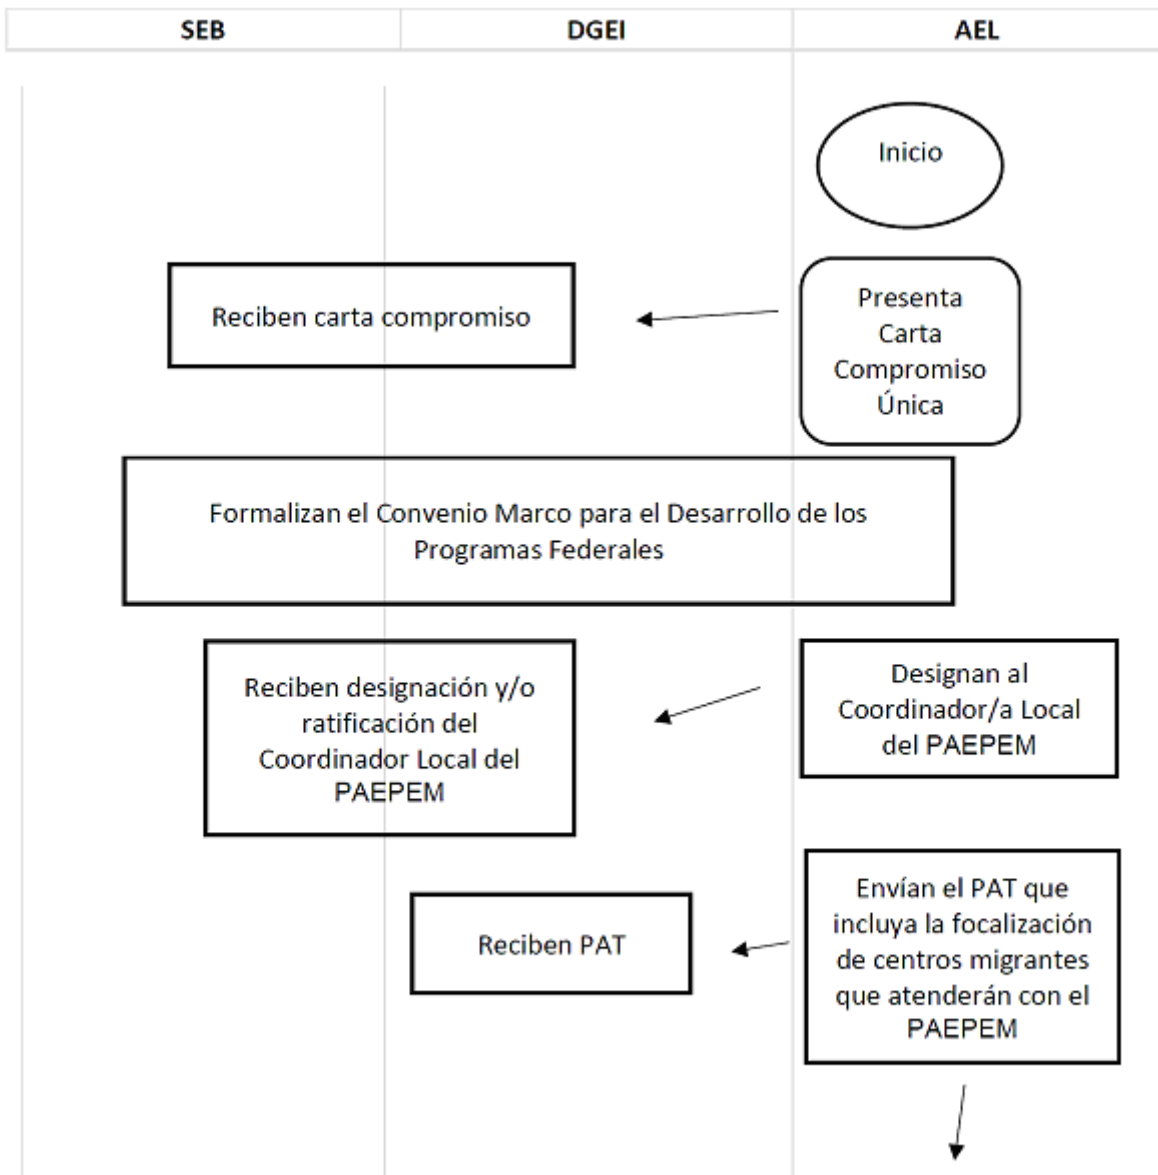 SEB
DGEI
AEL
Inicio
Reciben carta compromiso
Presenta
Carta
Compromiso
Única
Formalizan el Convenio Marco para el Desarrollo de los
Programas Federales
Reciben designación y/o
ratificación del
Coordinador Local del
PAEPEM
Designan al
Coordinador/a Local
del PAEPEM
Reciben PAT
Envían el PAT que
incluya la focalización
de centros migrantes
que atenderán con el
PAEPEM